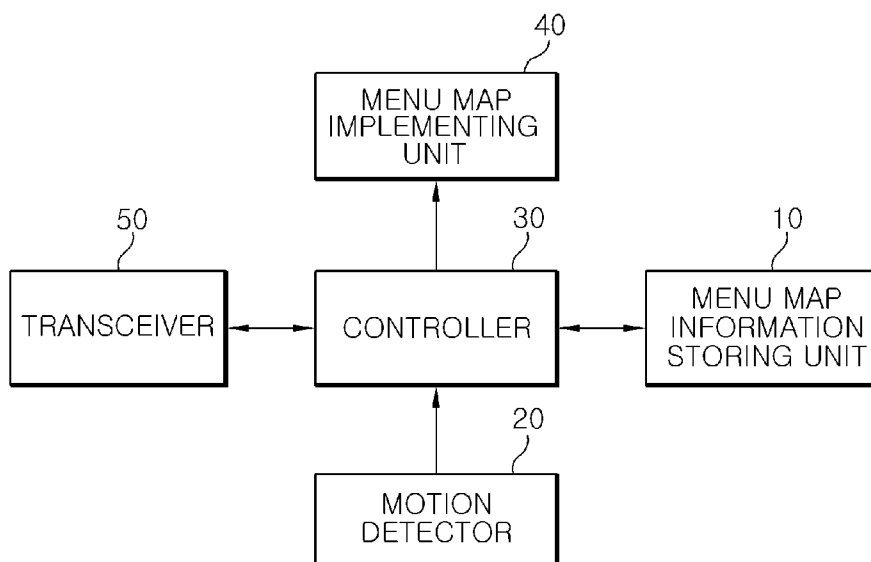 40
MENU MAP
IMPLEMENTING
UNIT
50
30
10
TRANSCEIVER
CONTROLLER
MENU MAP
INFORMATION
STORING UNIT
20
MOTION
DETECTOR